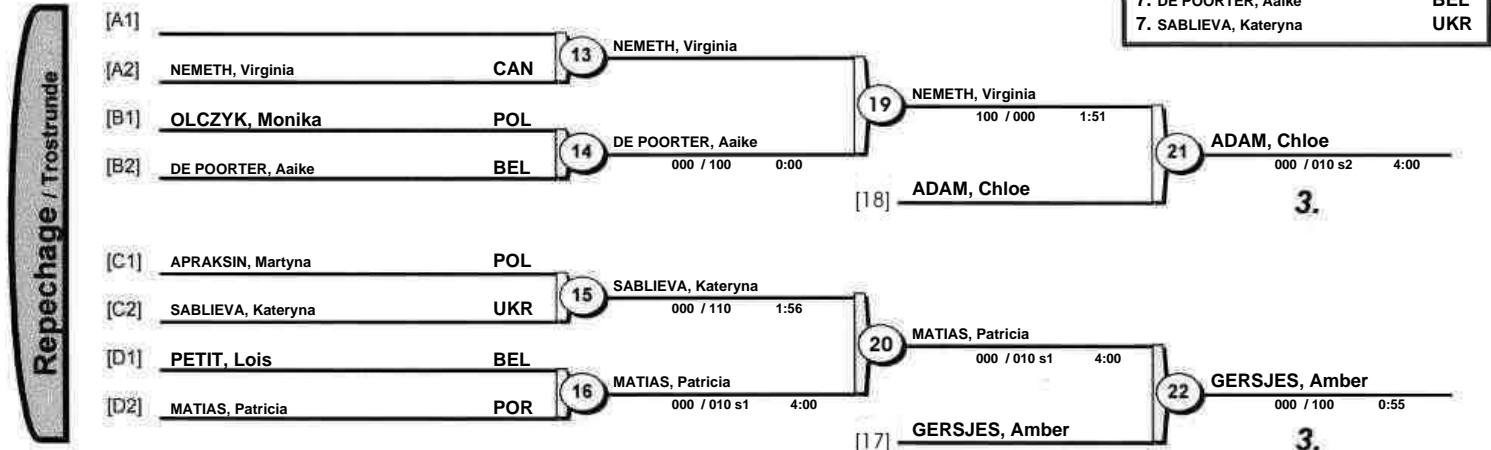 7. DE POORTER, Aaike BEL
7. SABLIEVA, Kateryna UKR
Repechage / Trostrunde
[A1]
[A2] NEMETH, Virginia CAN
13 NEMETH, Virginia
[B1] OLCZYK, Monika POL
[B2] DE POORTER, Aaike BEL
14 DE POORTER, Aaike
000 / 100 0:00
19 NEMETH, Virginia
100 / 000 1:51
[18] ADAM, Chloe
21 ADAM, Chloe
000 / 010 s2 4:00
3.
[C1] APRAKSIN, Martyna POL
[C2] SABLIEVA, Kateryna UKR
15 SABLIEVA, Kateryna
000 / 110 1:56
[D1] PETIT, Lois BEL
[D2] MATIAS, Patricia POR
16 MATIAS, Patricia
000 / 010 s1 4:00
20 MATIAS, Patricia
000 / 010 s1 4:00
[17] GERSJES, Amber
22 GERSJES, Amber
000 / 100 0:55
3.